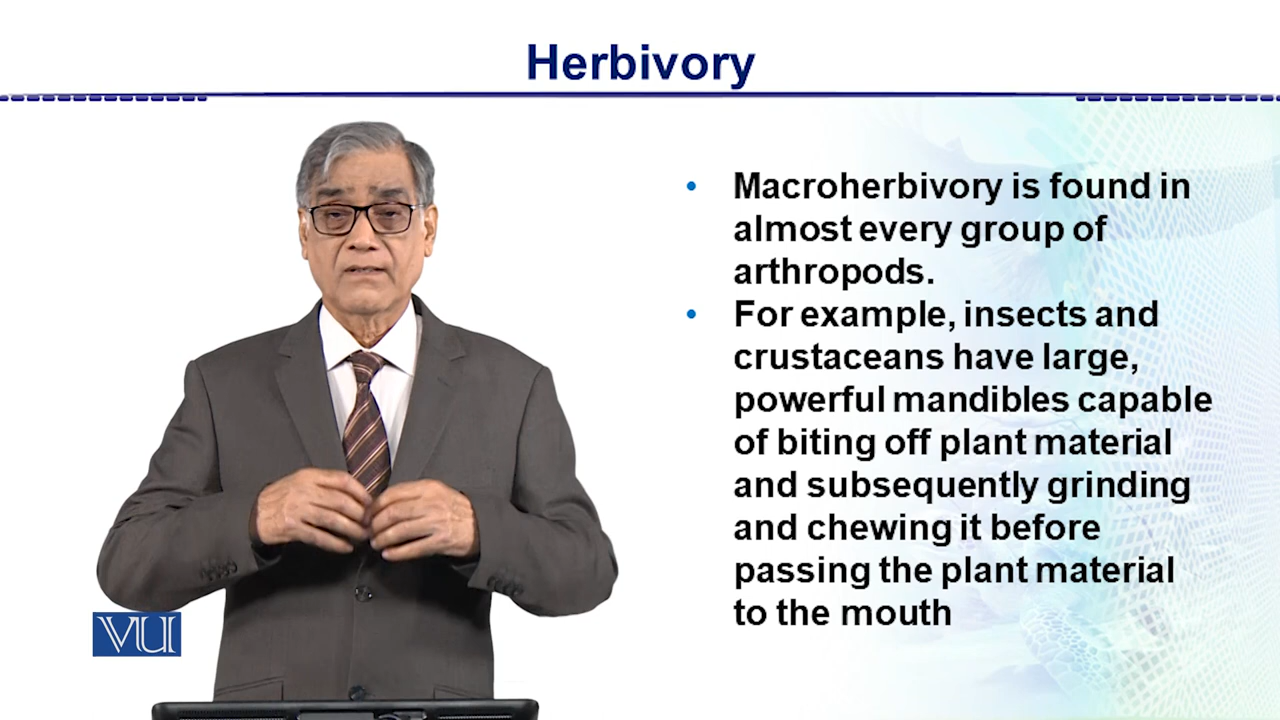 Herbivory
• Macroherbivory is found in
almost every group of
arthropods.
• For example, insects and
crustaceans have large,
powerful mandibles capable
of biting off plant material
and subsequently grinding
and chewing it before
passing the plant material
to the mouth
VU